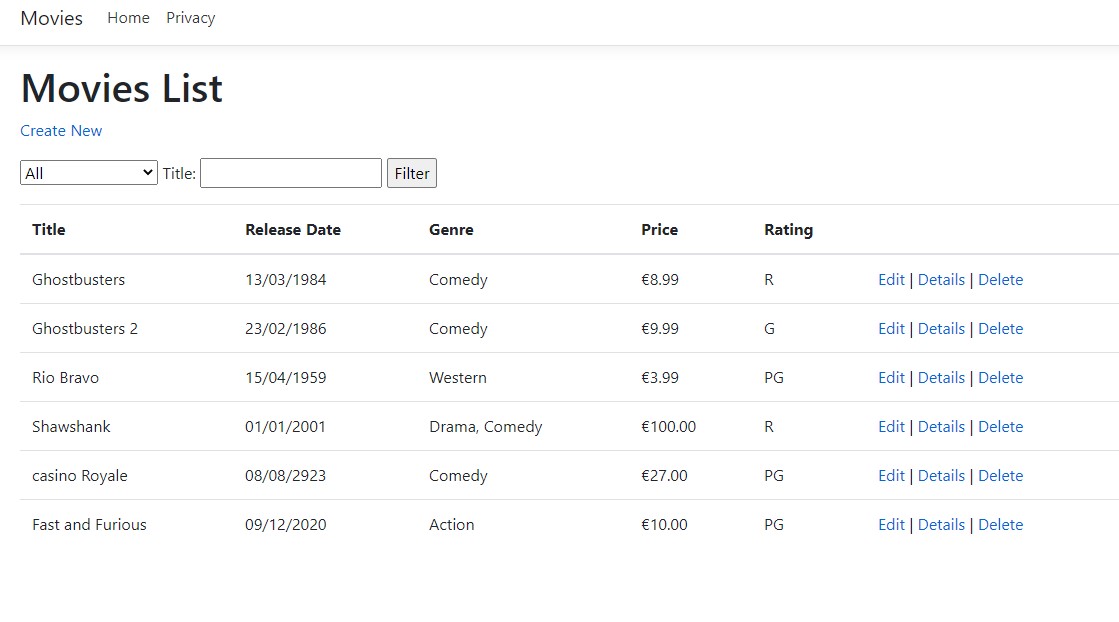 Movies Home Privacy
Movies List
Create New
All Title: Filter
Title Release Date Genre Price Rating
Ghostbusters 13/03/1984 Comedy €8.99 R Edit | Details | Delete
Ghostbusters 2 23/02/1986 Comedy €9.99 G Edit | Details | Delete
Rio Bravo 15/04/1959 Western €3.99 PG Edit | Details | Delete
Shawshank 01/01/2001 Drama, Comedy €100.00 R Edit | Details | Delete
casino Royale 08/08/2923 Comedy €27.00 PG Edit | Details | Delete
Fast and Furious 09/12/2020 Action €10.00 PG Edit | Details | Delete